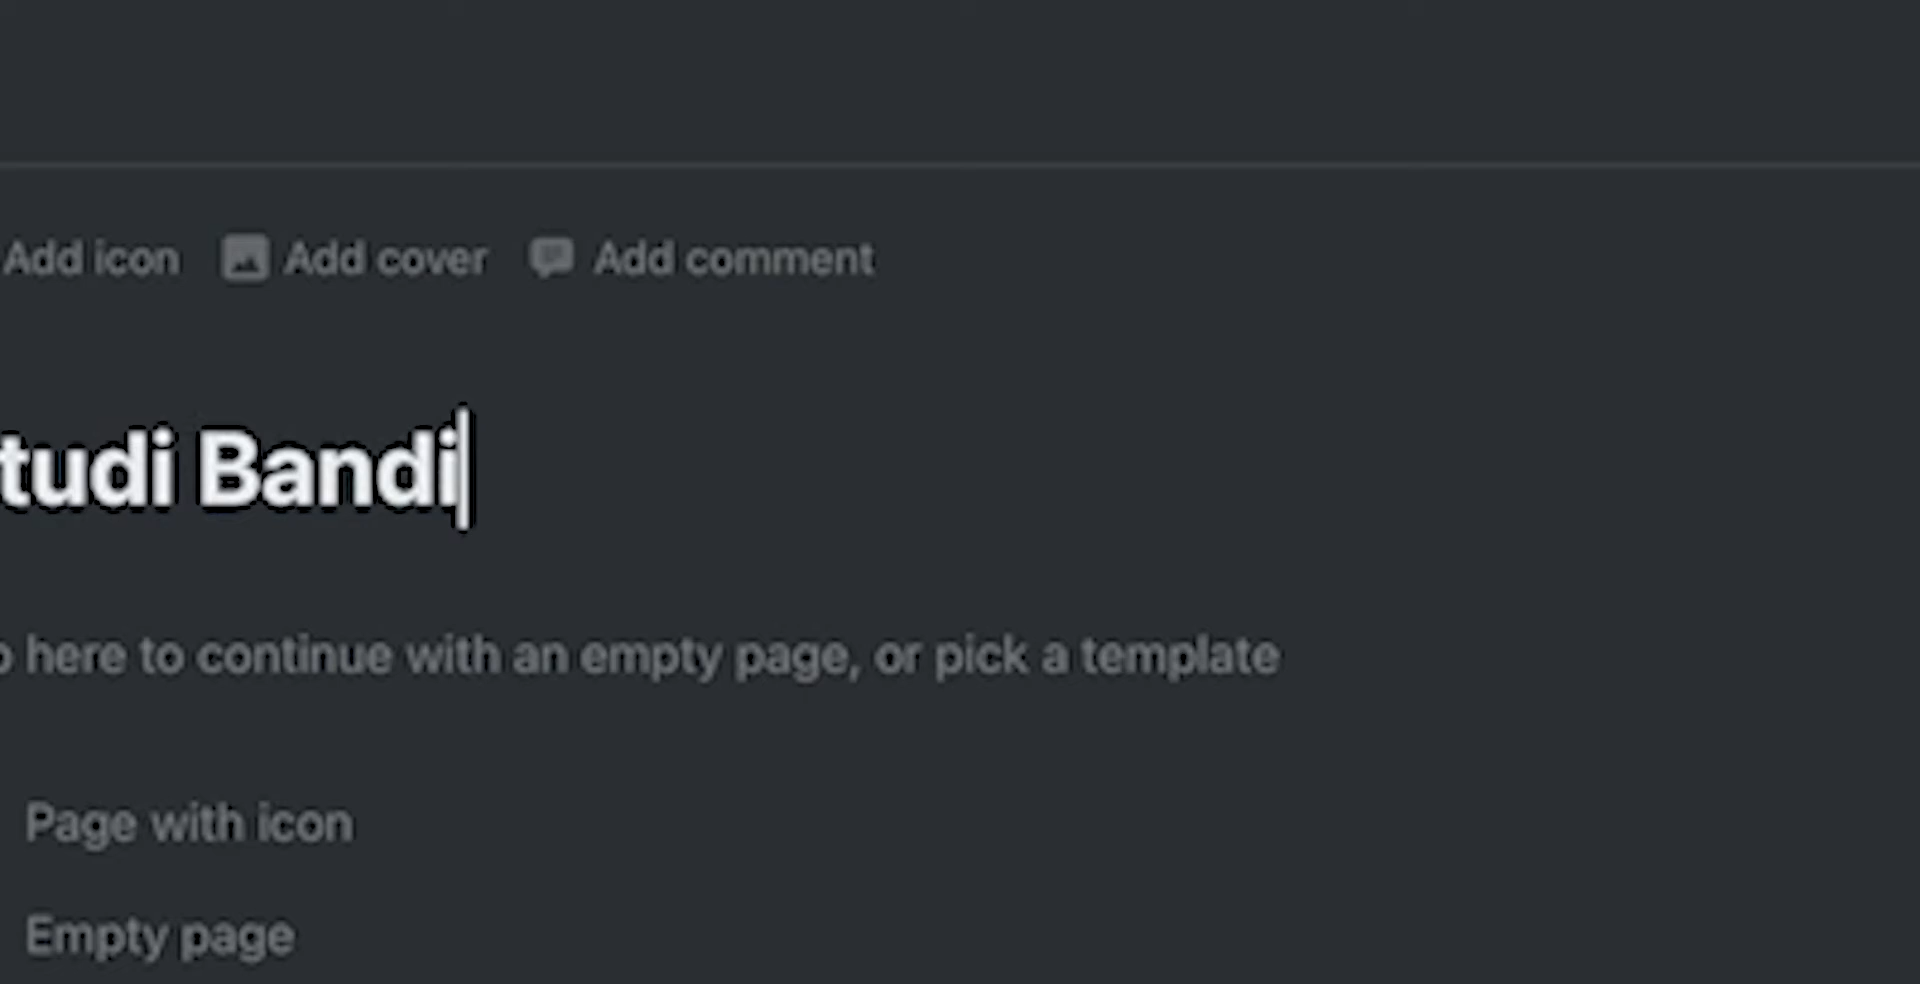 Add icon Add cover Add comment
tudi Bandi
here to continue with an empty page, or pick a template
Page with icon
Empty page